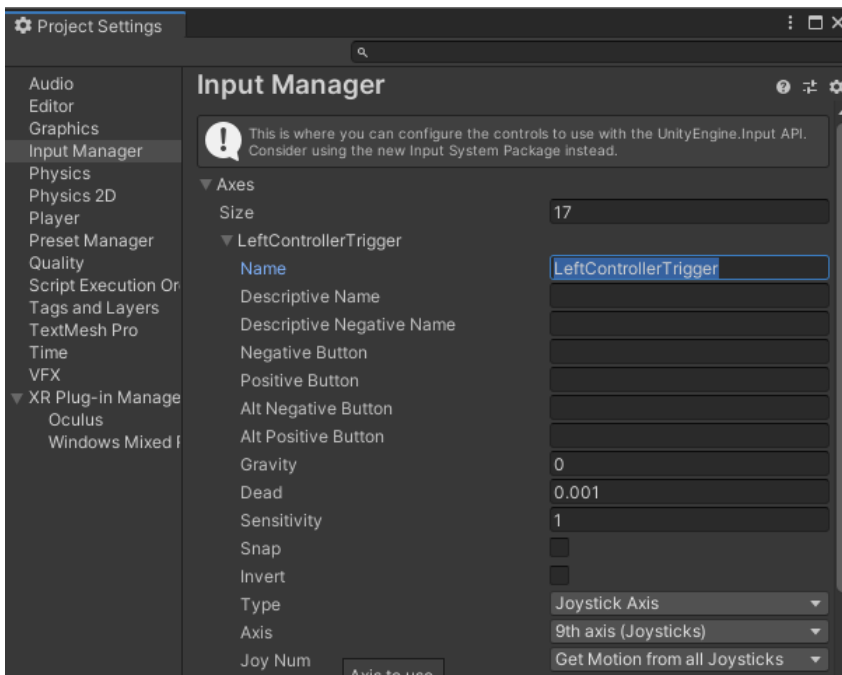 Project Settings
Input Manager
Audio
Editor
Graphics
Input Manager
Physics
Physics 2D
Player
Preset Manager
Quality
Script Execution Or
Tags and Layers
TextMesh Pro
Time
VFX
XR Plug-in Manage
Oculus
Windows Mixed
This is where you can configure the controls to use with the UnityEngine.Input API.
Consider using the new Input System Package instead.
Axes
Size 17
LeftControllerTrigger
Name LeftControllerTrigger
Descriptive Name
Descriptive Negative Name
Negative Button
Positive Button
Alt Negative Button
Alt Positive Button
Gravity 0
Dead 0.001
Sensitivity 1
Snap
Invert
Type Joystick Axis
Axis 9th axis (Joysticks)
Joy Num Get Motion from all Joysticks
Axis to use